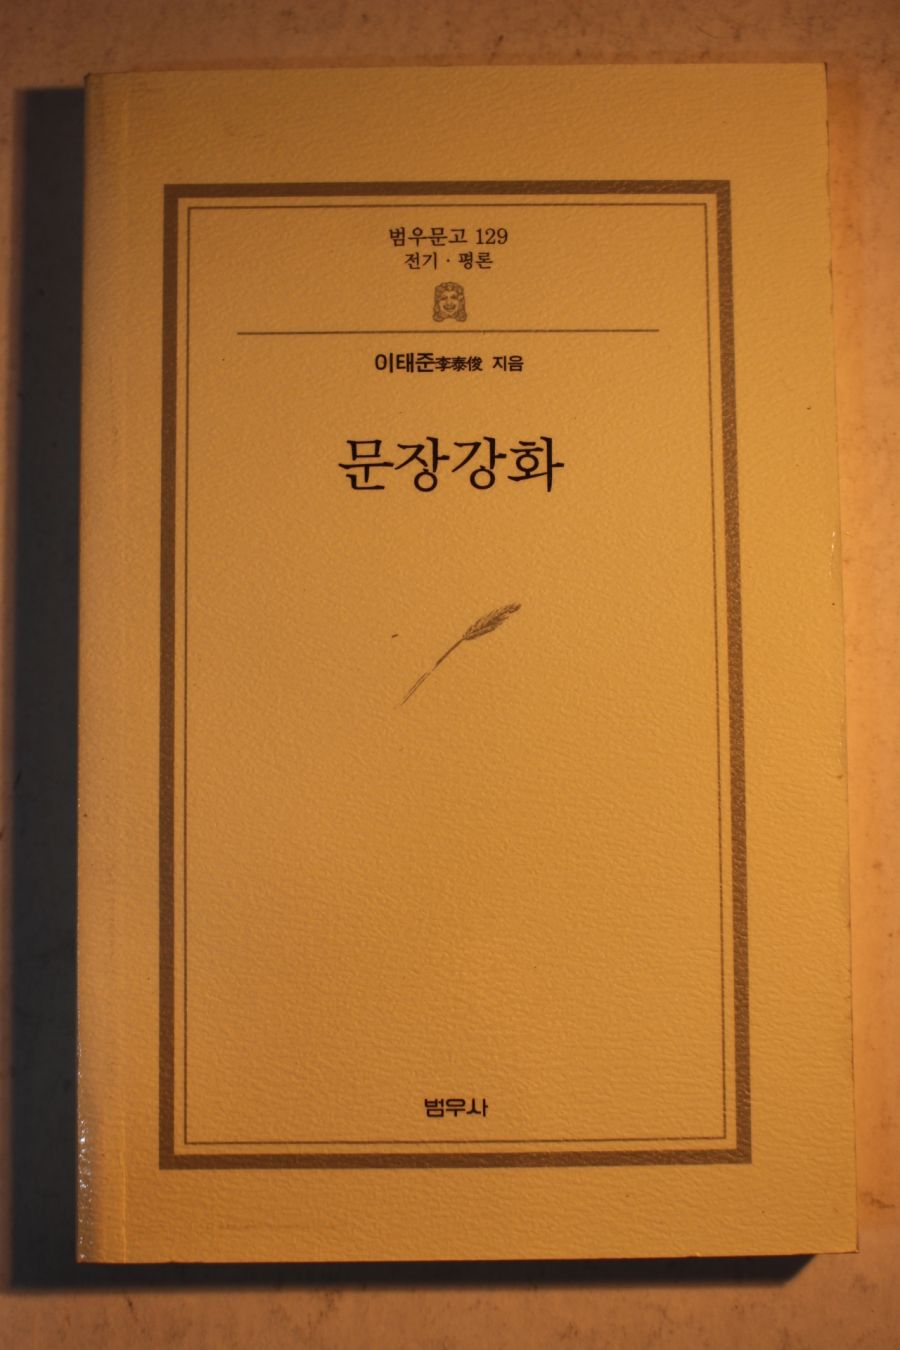 범우문고 129
전기 · 평론
이태준李泰俊 지음
문장강화
범우사